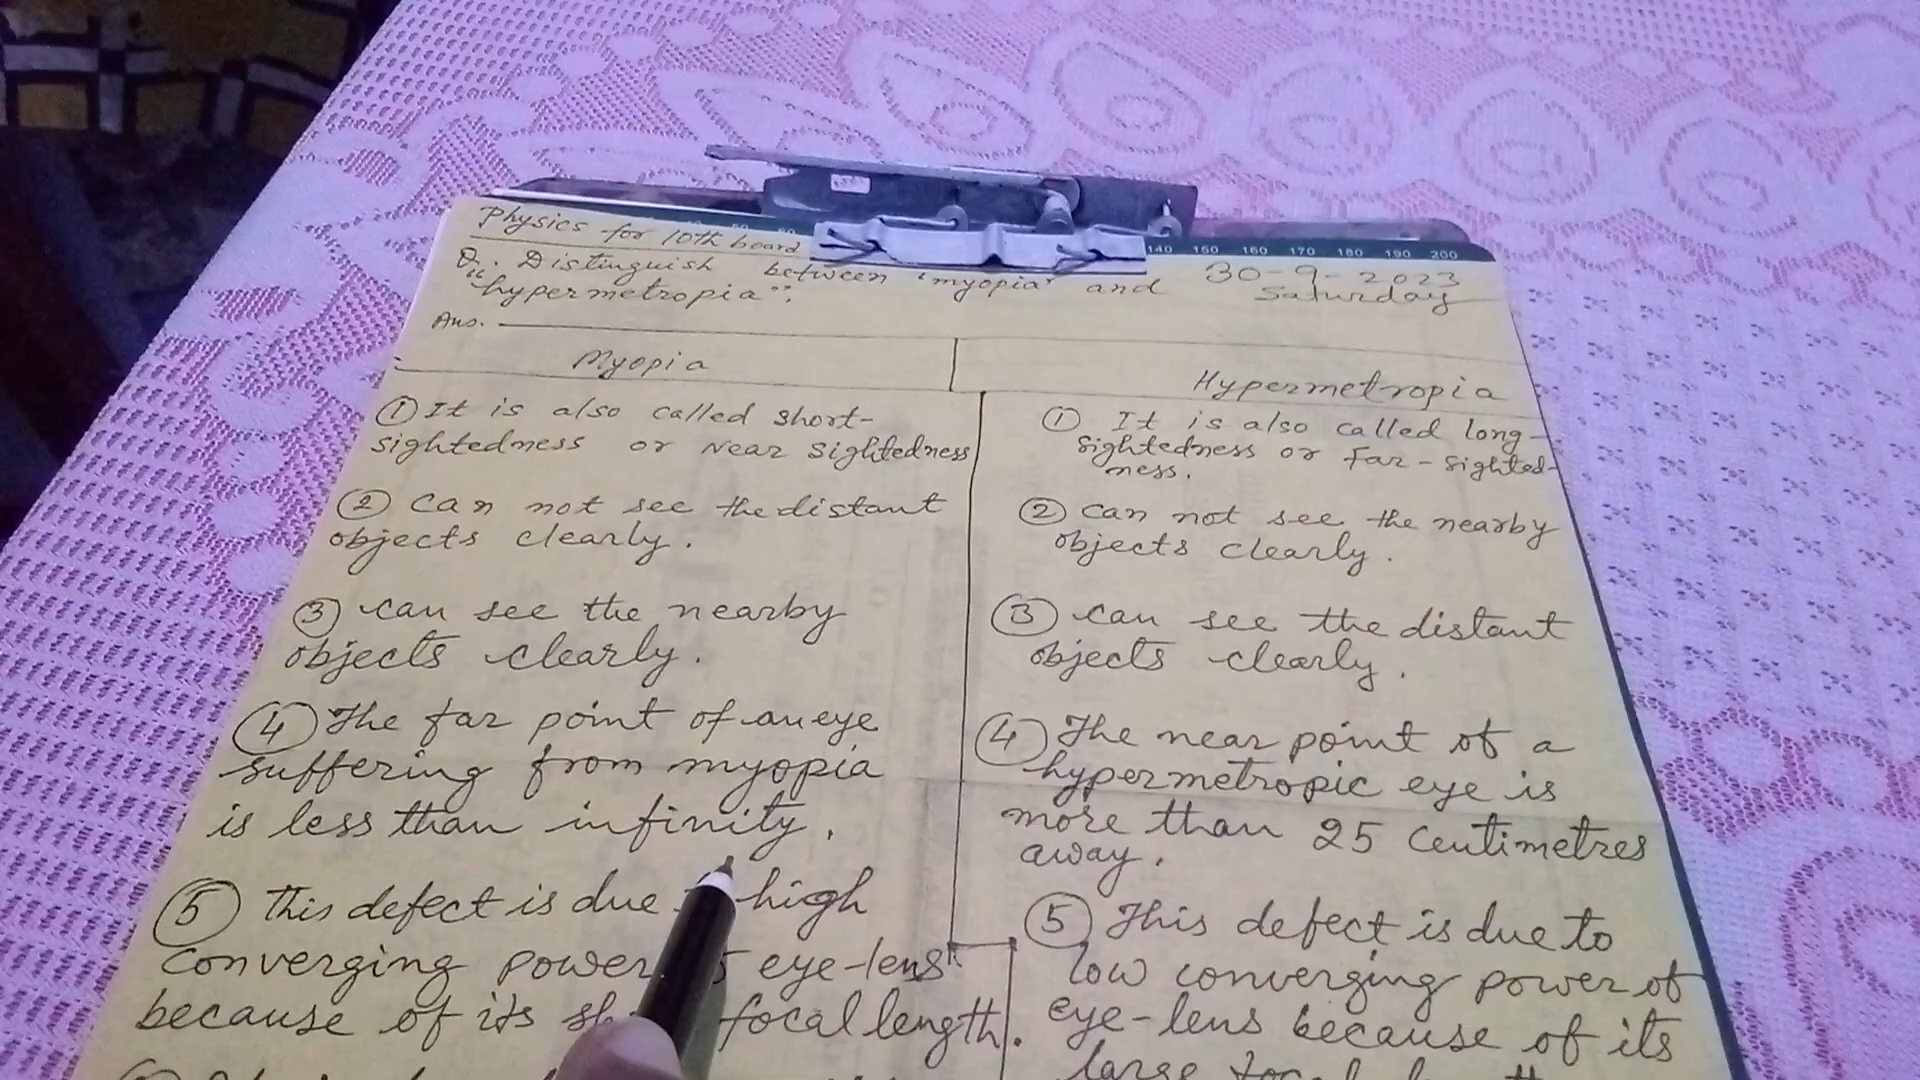 Physics for 10th board
140 150 160 170 180 190 200
Q:. Distinguish between "myopia" and
"hypermetropia".
30-9-2023
Saturday
Ans.
Myopia
① It is also called short-
sightedness or Near sightedness
② can not see the distant
objects clearly.
③ can see the nearby
objects clearly.
④ The far point of an eye
suffering from myopia
is less than infinity.
⑤ This defect is due high
converging power eye-lens
because of its focal length.
Hypermetropia
① It is also called long-
sightedness or Far-sighted-
ness.
② can not see the nearby
objects clearly.
③ can see the distant
objects clearly.
④ The near point of a
hypermetropic eye is
more than 25 centimetres
away.
⑤ This defect is due to
low converging power of
eye-lens because of its
large focal